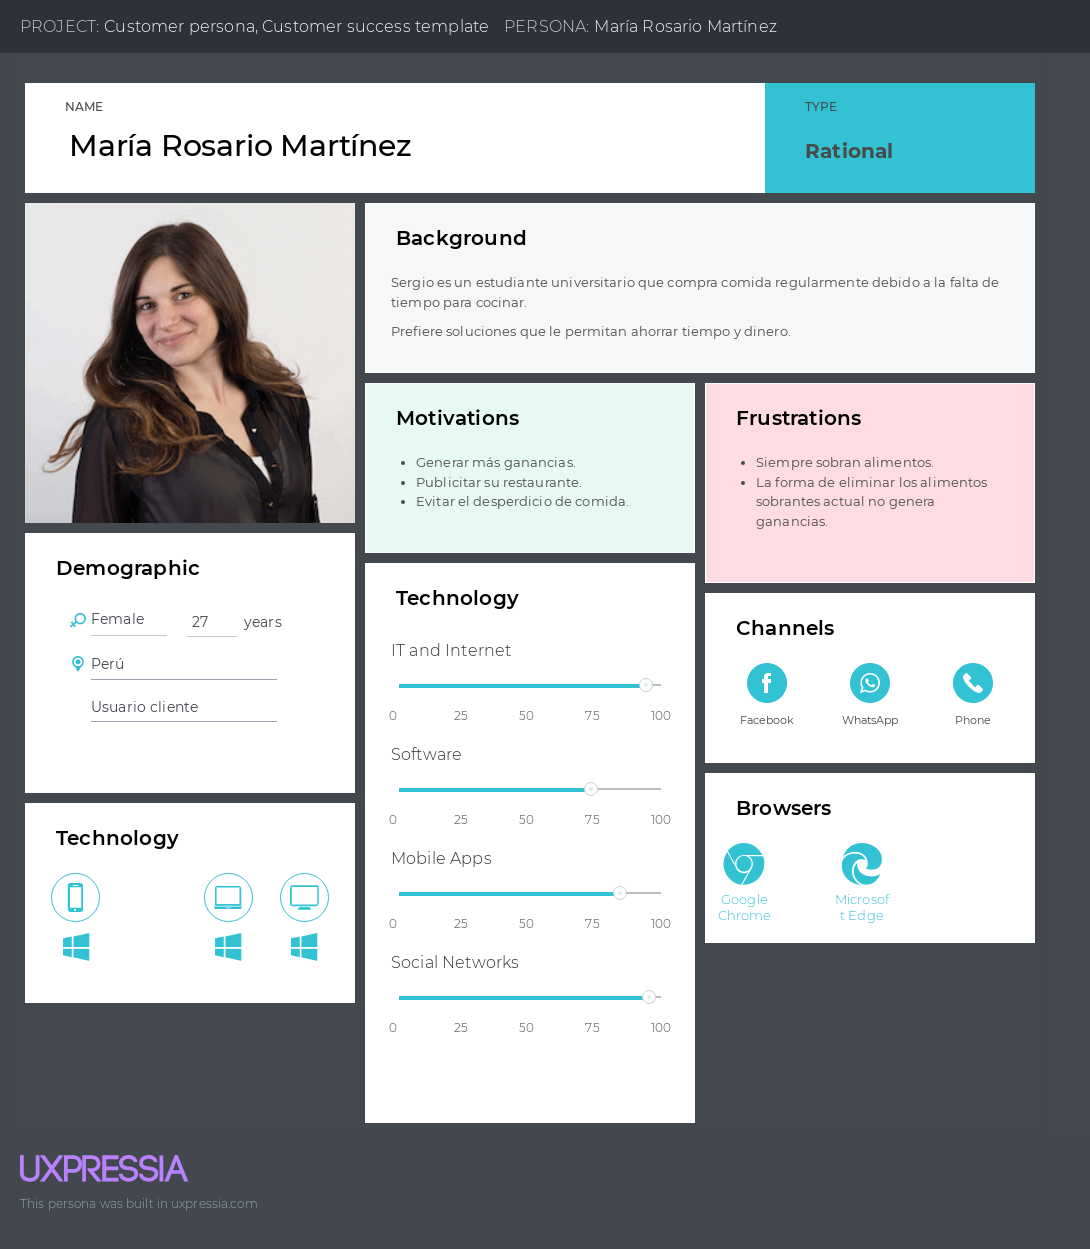 PROJECT: Customer persona, Customer success template PERSONA: María Rosario Martínez
NAME
María Rosario Martínez
TYPE
Rational
Background
Sergio es un estudiante universitario que compra comida regularmente debido a la falta de
tiempo para cocinar.
Prefiere soluciones que le permitan ahorrar tiempo y dinero.
Motivations
Generar más ganancias.
Publicitar su restaurante.
Evitar el desperdicio de comida.
Frustrations
Siempre sobran alimentos.
La forma de eliminar los alimentos
sobrantes actual no genera
ganancias.
Demographic
Female 27 years
Perú
Usuario cliente
Technology
Technology
IT and Internet
0 25 50 75 100
Software
0 25 50 75 100
Mobile Apps
0 25 50 75 100
Social Networks
0 25 50 75 100
Channels
Facebook WhatsApp Phone
Browsers
Google Microsof
Chrome t Edge
UXPRESSIA
This persona was built in uxpressia.com